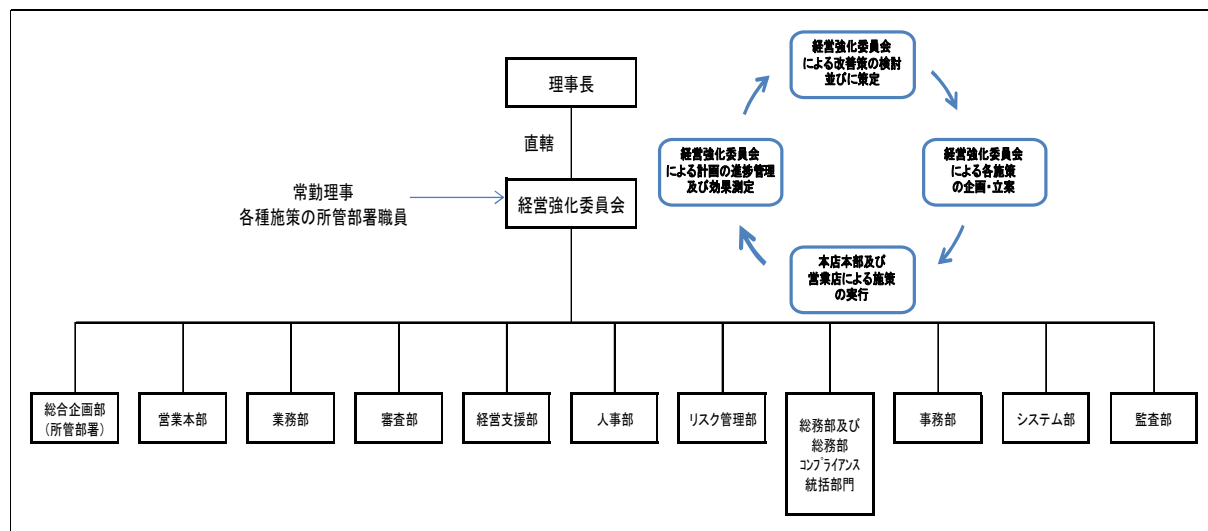 理事長
直轄
常勤理事
各種施策の所管部署職員
経営強化委員会
経営強化委員会
による改善策の検討
並びに策定
経営強化委員会
による計画の進捗管理
及び効果測定
経営強化委員会
による各施策
の企画・立案
本店本部及び
営業店による施策
の実行
総合企画部
(所管部署)
営業本部
業務部
審査部
経営支援部
人事部
リスク管理部
総務部及び
総務部
コンプライアンス
統括部門
事務部
システム部
監査部